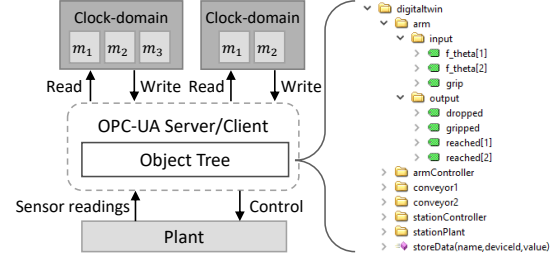 Clock-domain
m₁ m₂ m₃
Clock-domain
m₁ m₂
Read
Write
Read
Write
OPC-UA Server/Client
Object Tree
Sensor readings
Control
Plant
digitaltwin
arm
input
f_theta[1]
f_theta[2]
grip
output
dropped
gripped
reached[1]
reached[2]
armController
conveyor1
conveyor2
stationController
stationPlant
storeData(name,deviceId,value)